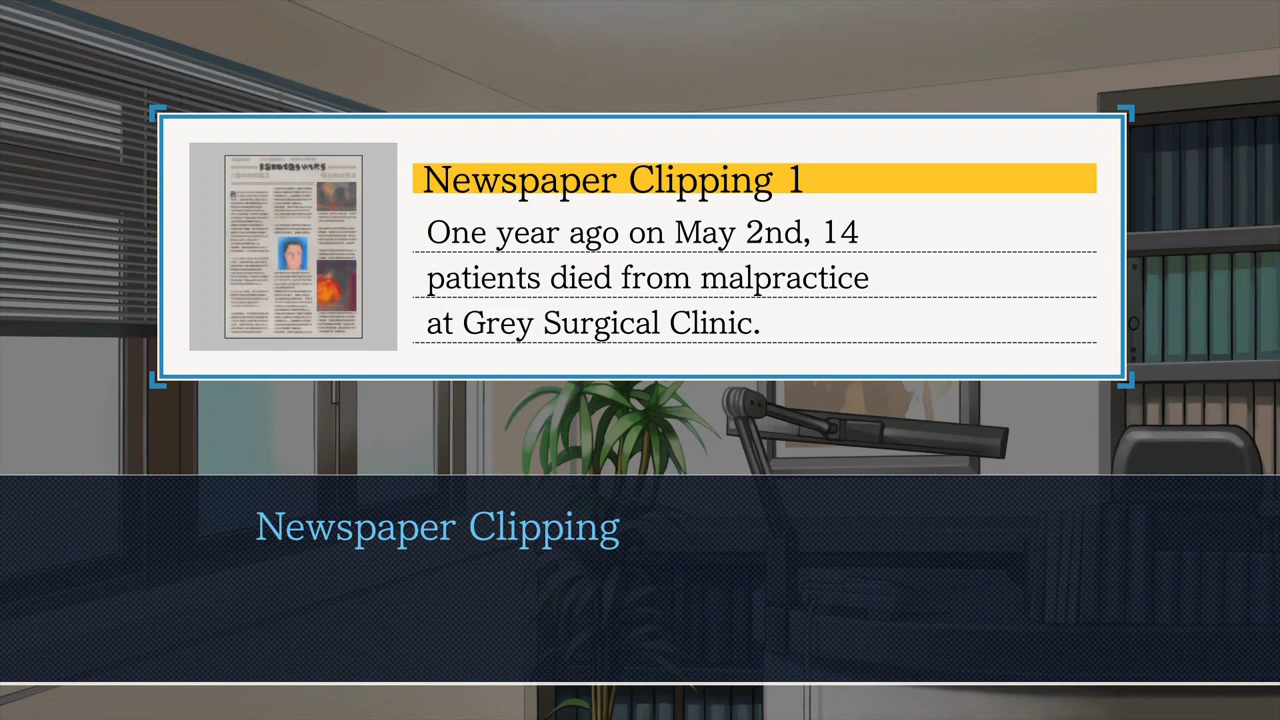 Newspaper Clipping 1
One year ago on May 2nd, 14
patients died from malpractice
at Grey Surgical Clinic.
Newspaper Clipping